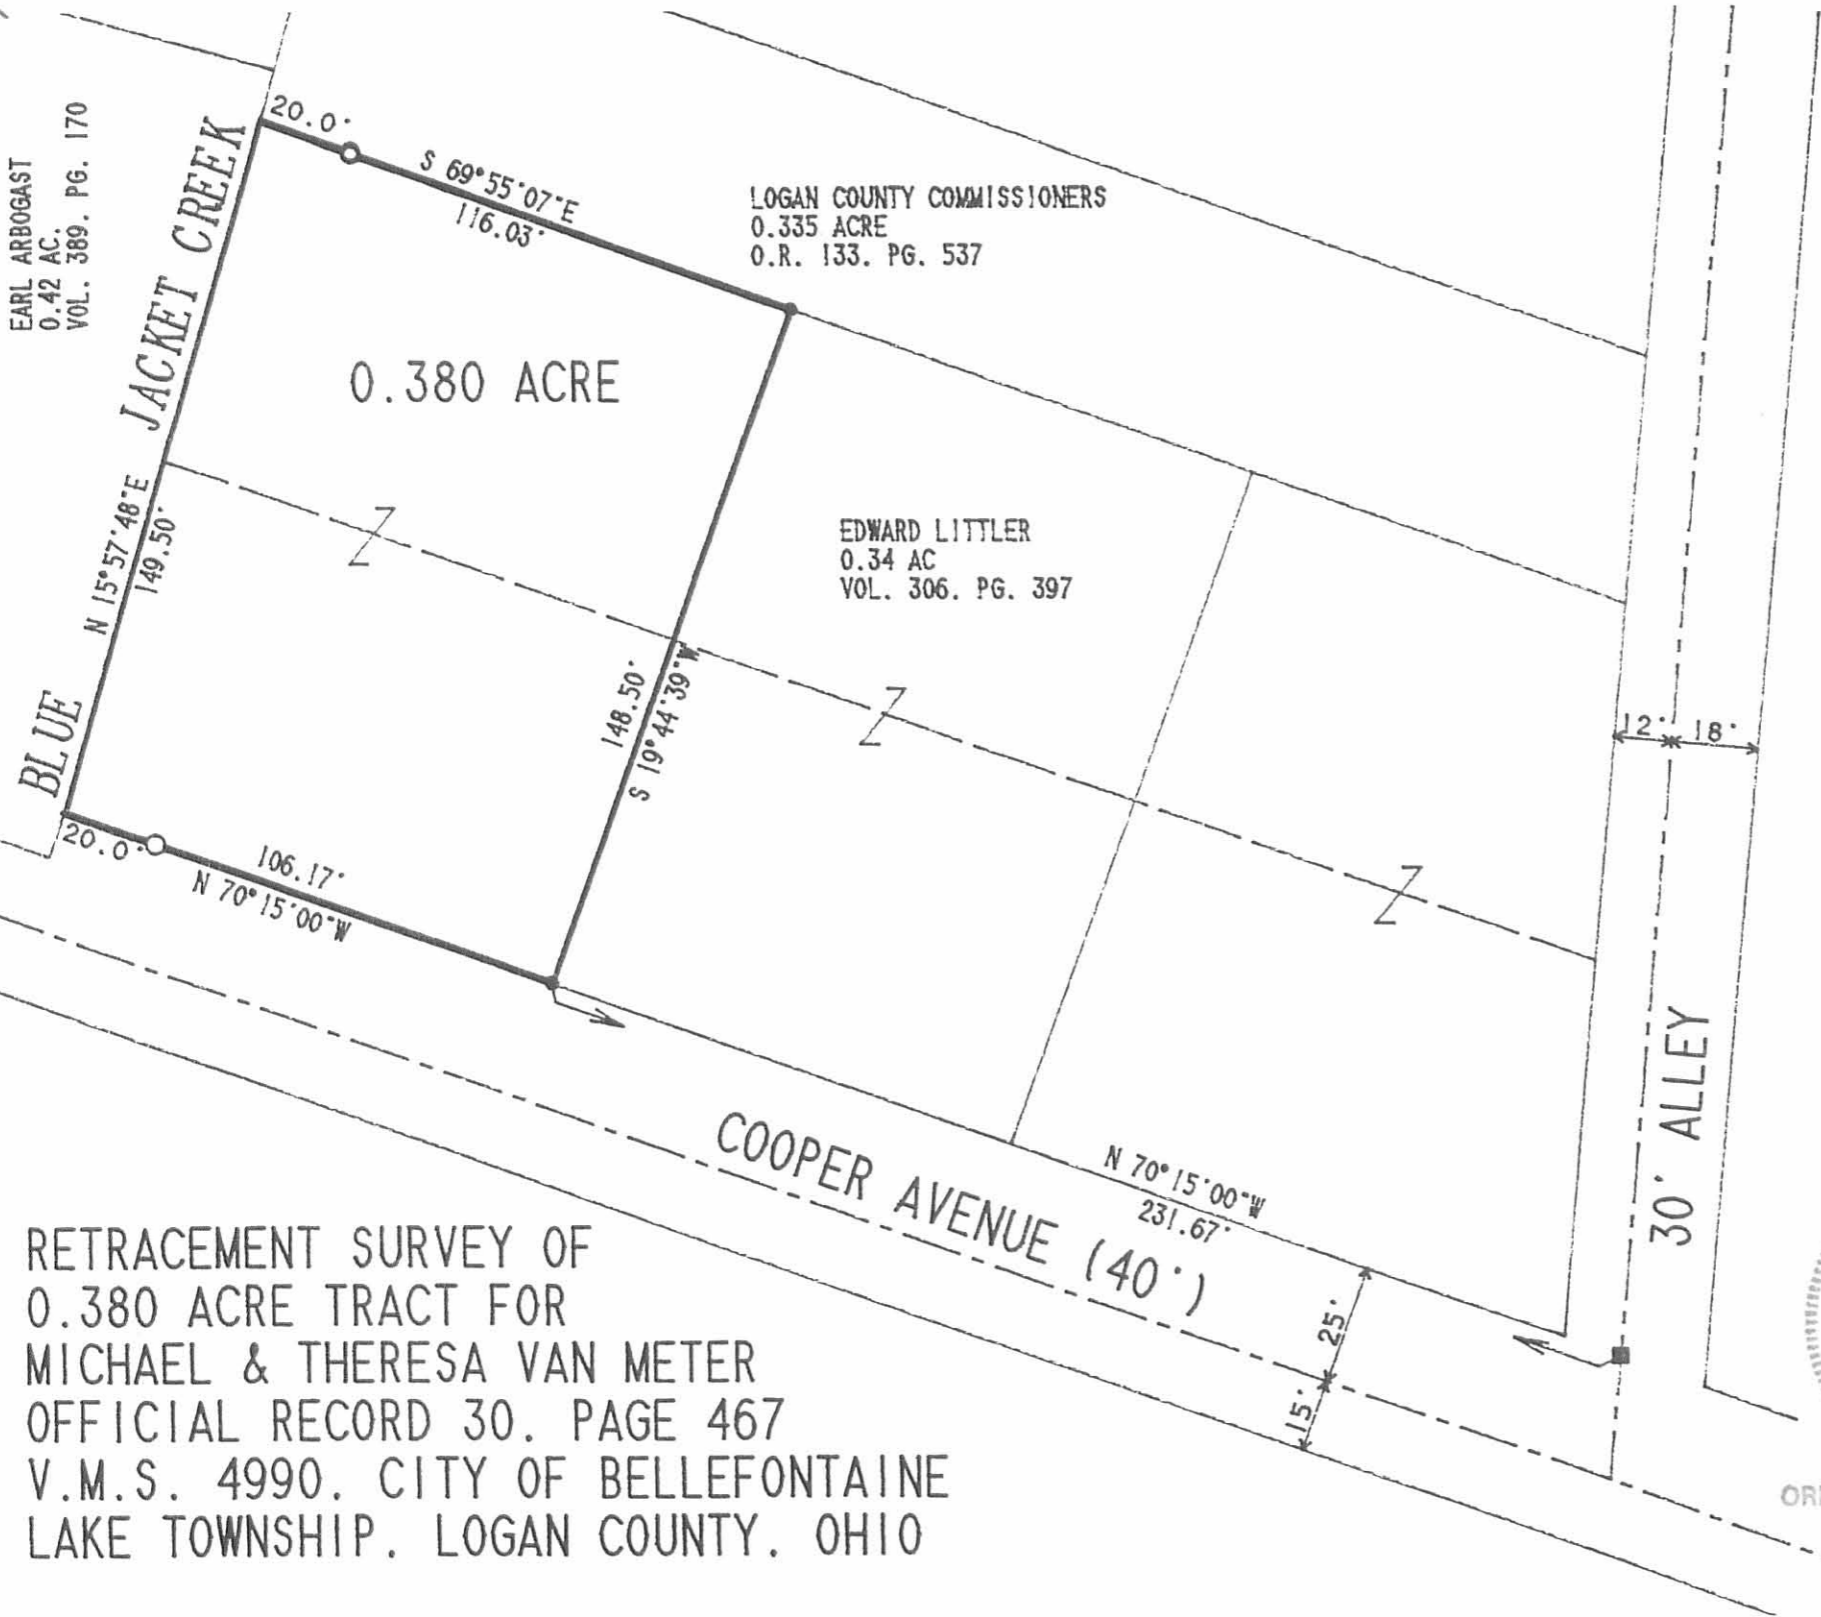 EARL ARBOGAST
0.42 AC.
VOL. 389. PG. 170
BLUE JACKET CREEK
20.0'
S 69°55'07"E
116.03'
LOGAN COUNTY COMMISSIONERS
0.335 ACRE
O.R. 133. PG. 537
0.380 ACRE
N 15°57'48"E
149.50'
EDWARD LITTLER
0.34 AC
VOL. 306. PG. 397
148.50'
S 19°44'39"W
12' 18'
20.0'
106.17'
N 70°15'00"W
30' ALLEY
COOPER AVENUE (40')
N 70°15'00"W
231.67'
25'
15'
RETRACEMENT SURVEY OF
0.380 ACRE TRACT FOR
MICHAEL & THERESA VAN METER
OFFICIAL RECORD 30. PAGE 467
V.M.S. 4990. CITY OF BELLEFONTAINE
LAKE TOWNSHIP. LOGAN COUNTY. OHIO